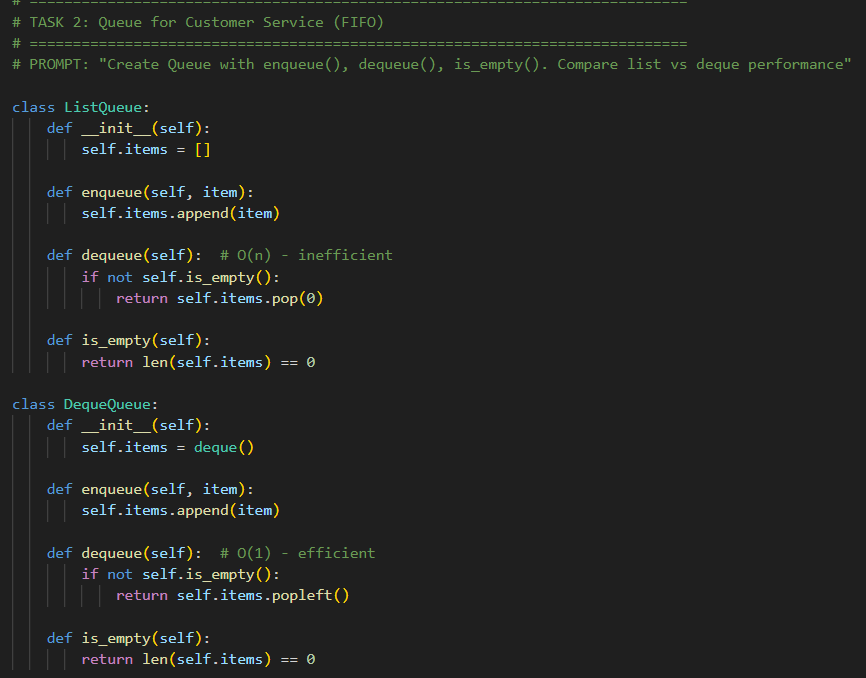 # ============================================================================
# TASK 2: Queue for Customer Service (FIFO)
# ============================================================================
# PROMPT: "Create Queue with enqueue(), dequeue(), is_empty(). Compare list vs deque performance"
class ListQueue:
def __init__(self):
self.items = []
def enqueue(self, item):
self.items.append(item)
def dequeue(self):  # O(n) - inefficient
if not self.is_empty():
return self.items.pop(0)
def is_empty(self):
return len(self.items) == 0
class DequeQueue:
def __init__(self):
self.items = deque()
def enqueue(self, item):
self.items.append(item)
def dequeue(self):  # O(1) - efficient
if not self.is_empty():
return self.items.popleft()
def is_empty(self):
return len(self.items) == 0